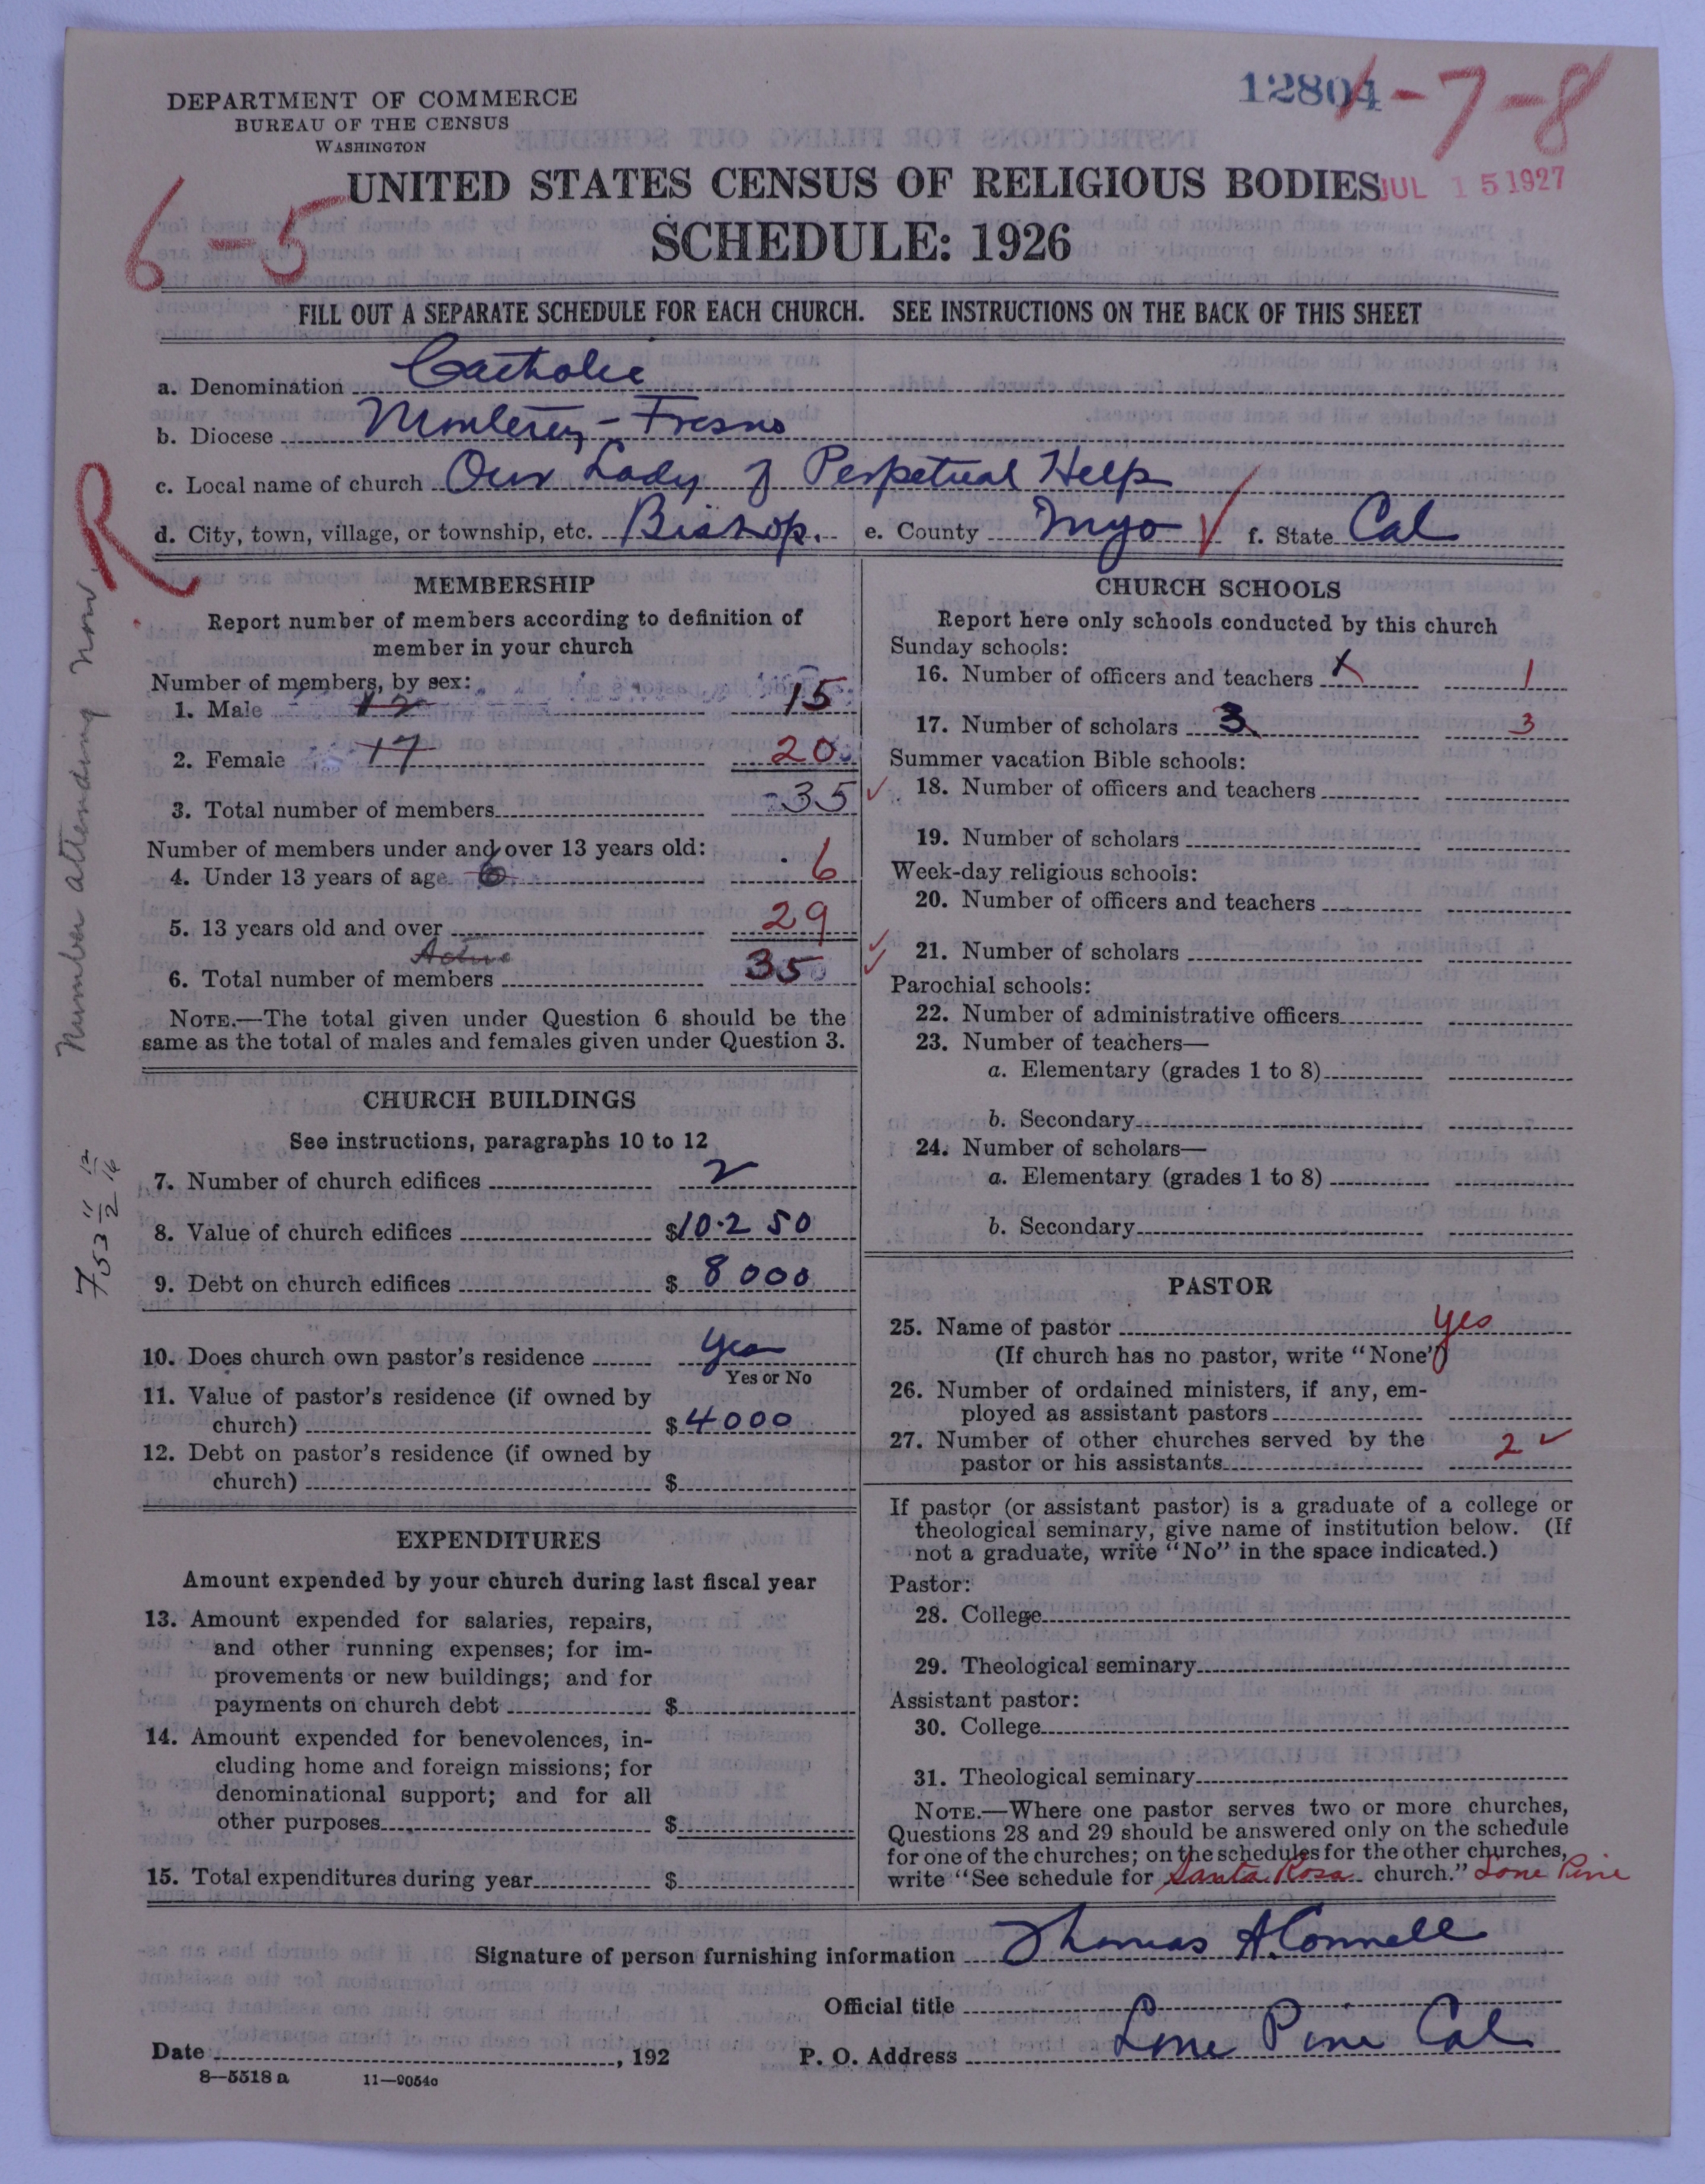 DEPARTMENT OF COMMERCE
BUREAU OF THE CENSUS
WASHINGTON
12804-7-8
UNITED STATES CENSUS OF RELIGIOUS BODIES
JUL 15 1927
6-5
SCHEDULE: 1926
FILL OUT A SEPARATE SCHEDULE FOR EACH CHURCH. SEE INSTRUCTIONS ON THE BACK OF THIS SHEET
a. Denomination Catholic
b. Diocese Monterey-Fresno
c. Local name of church Our Lady of Perpetual Help
d. City, town, village, or township, etc. Bishop. e. County Inyo f. State Cal
R
Number attending now
MEMBERSHIP
Report number of members according to definition of
member in your church
Number of members, by sex:
1. Male 15
2. Female 17 20
3. Total number of members 35
Number of members under and over 13 years old:
4. Under 13 years of age 6 6
5. 13 years old and over 29
Active
6. Total number of members 35
NOTE.—The total given under Question 6 should be the
same as the total of males and females given under Question 3.
CHURCH BUILDINGS
See instructions, paragraphs 10 to 12
7. Number of church edifices 2
8. Value of church edifices $10.250
9. Debt on church edifices $8000
10. Does church own pastor's residence yes
Yes or No
11. Value of pastor's residence (if owned by
church) $4000
12. Debt on pastor's residence (if owned by
church) $
EXPENDITURES
Amount expended by your church during last fiscal year
13. Amount expended for salaries, repairs,
and other running expenses; for im-
provements or new buildings; and for
payments on church debt $
14. Amount expended for benevolences, in-
cluding home and foreign missions; for
denominational support; and for all
other purposes $
15. Total expenditures during year $
CHURCH SCHOOLS
Report here only schools conducted by this church
Sunday schools:
16. Number of officers and teachers x 1
17. Number of scholars 3 3
Summer vacation Bible schools:
18. Number of officers and teachers
19. Number of scholars
Week-day religious schools:
20. Number of officers and teachers
21. Number of scholars
Parochial schools:
22. Number of administrative officers
23. Number of teachers—
a. Elementary (grades 1 to 8)
b. Secondary
24. Number of scholars—
a. Elementary (grades 1 to 8)
b. Secondary
PASTOR
25. Name of pastor yes
(If church has no pastor, write "None")
26. Number of ordained ministers, if any, em-
ployed as assistant pastors
27. Number of other churches served by the
pastor or his assistants 2
If pastor (or assistant pastor) is a graduate of a college or
theological seminary, give name of institution below. (If
not a graduate, write "No" in the space indicated.)
Pastor:
28. College
29. Theological seminary
Assistant pastor:
30. College
31. Theological seminary
NOTE.—Where one pastor serves two or more churches,
Questions 28 and 29 should be answered only on the schedule
for one of the churches; on the schedules for the other churches,
write "See schedule for Santa Rosa church." Lone Pine
Signature of person furnishing information Thomas A. Connell
Official title
Date , 192 P. O. Address Lone Pine Cal
8—5518 a 11—9054a